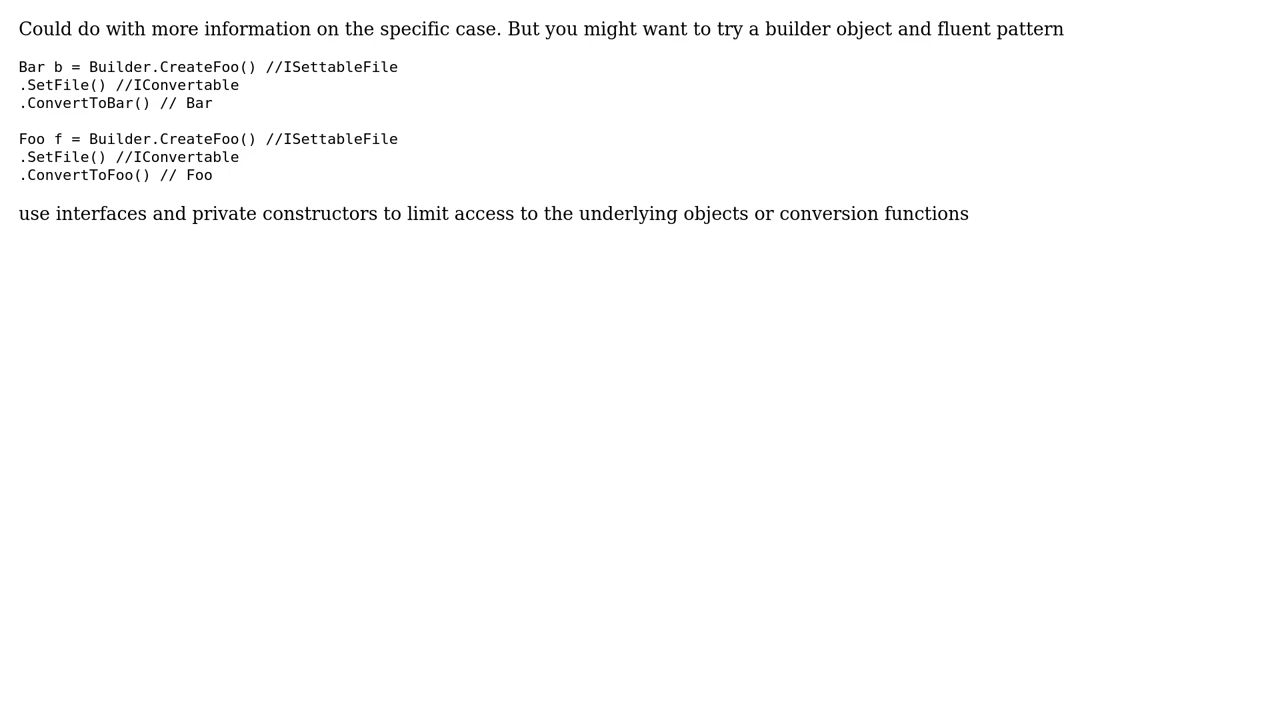 Could do with more information on the specific case. But you might want to try a builder object and fluent pattern
Bar b = Builder.CreateFoo() //ISettableFile
.SetFile() //IConvertable
.ConvertToBar() // Bar
Foo f = Builder.CreateFoo() //ISettableFile
.SetFile() //IConvertable
.ConvertToFoo() // Foo
use interfaces and private constructors to limit access to the underlying objects or conversion functions